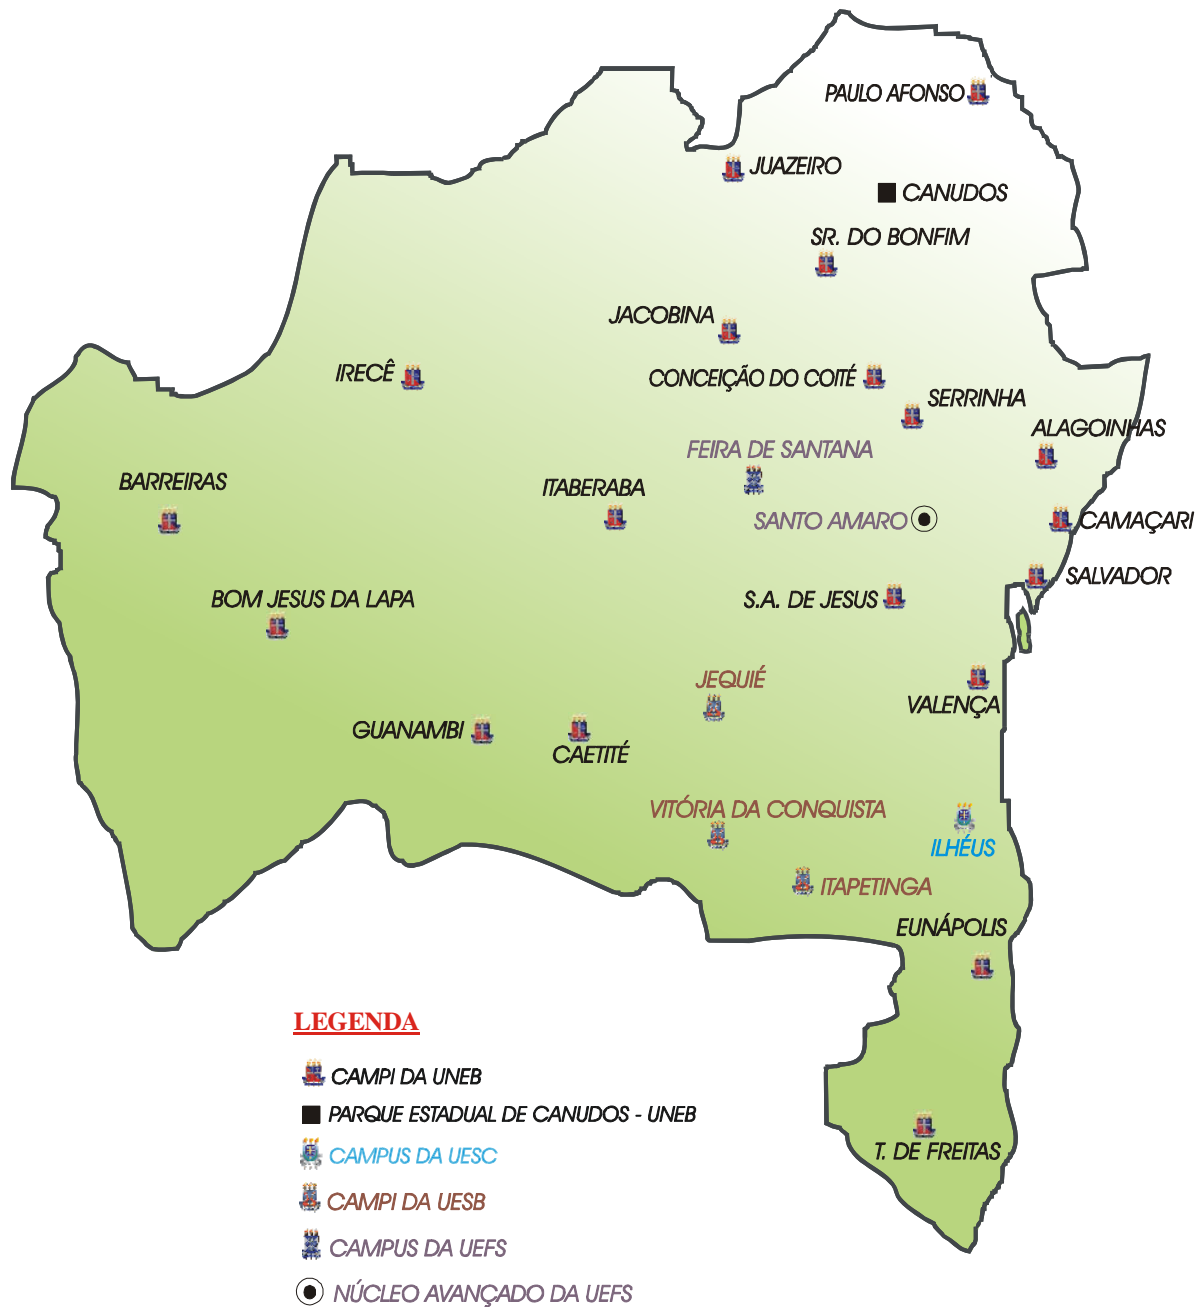 PAULO AFONSO
JUAZEIRO
CANUDOS
SR. DO BONFIM
JACOBINA
IRECÊ
CONCEIÇÃO DO COITÉ
SERRINHA
ALAGOINHAS
FEIRA DE SANTANA
BARREIRAS
ITABERABA
SANTO AMARO
CAMAÇARI
SALVADOR
BOM JESUS DA LAPA
S.A. DE JESUS
JEQUIÉ
VALENÇA
GUANAMBI
CAETITÉ
VITÓRIA DA CONQUISTA
ILHÉUS
ITAPETINGA
EUNÁPOLIS
T. DE FREITAS
LEGENDA
CAMPI DA UNEB
PARQUE ESTADUAL DE CANUDOS - UNEB
CAMPUS DA UESC
CAMPI DA UESB
CAMPUS DA UEFS
NÚCLEO AVANÇADO DA UEFS